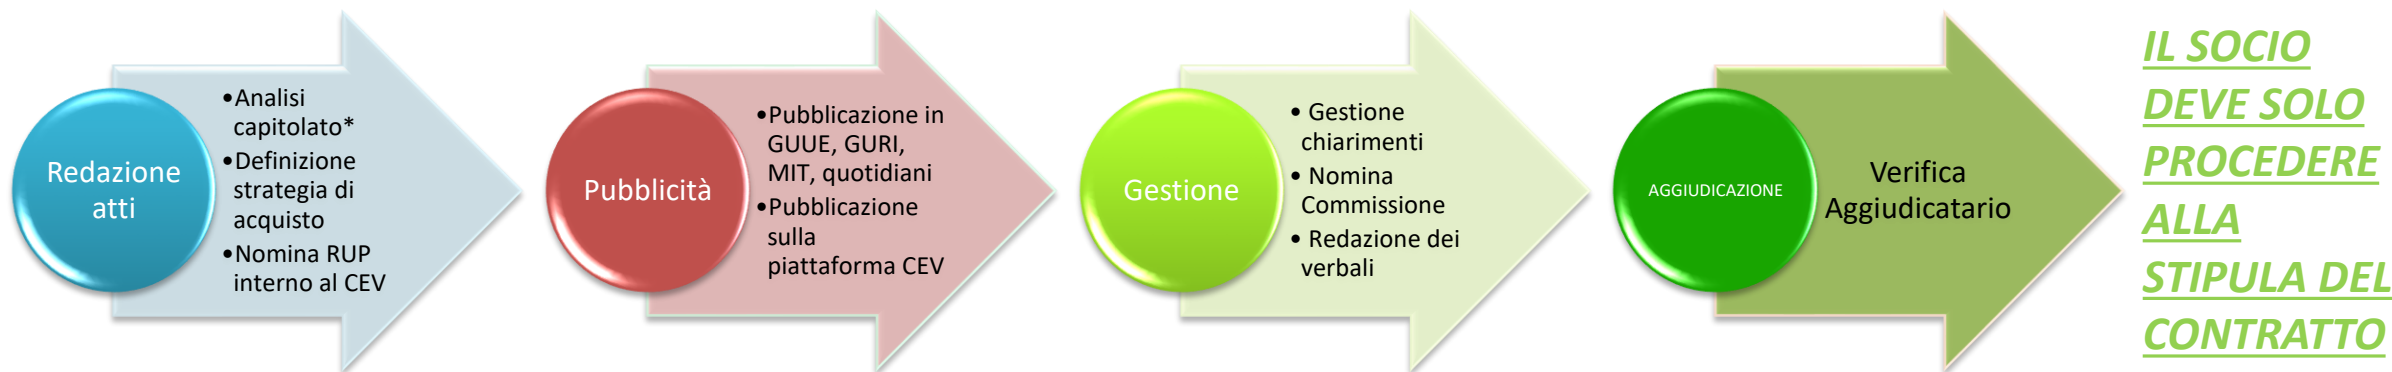 Redazione
atti
•Analisi
capitolato*
•Definizione
strategia di
acquisto
•Nomina RUP
interno al CEV
Pubblicità
•Pubblicazione in
GUUE, GURI,
MIT, quotidiani
•Pubblicazione
sulla
piattaforma CEV
Gestione
• Gestione
chiarimenti
• Nomina
Commissione
• Redazione dei
verbali
AGGIUDICAZIONE
Verifica
Aggiudicatario
IL SOCIO
DEVE SOLO
PROCEDERE
ALLA
STIPULA DEL
CONTRATTO